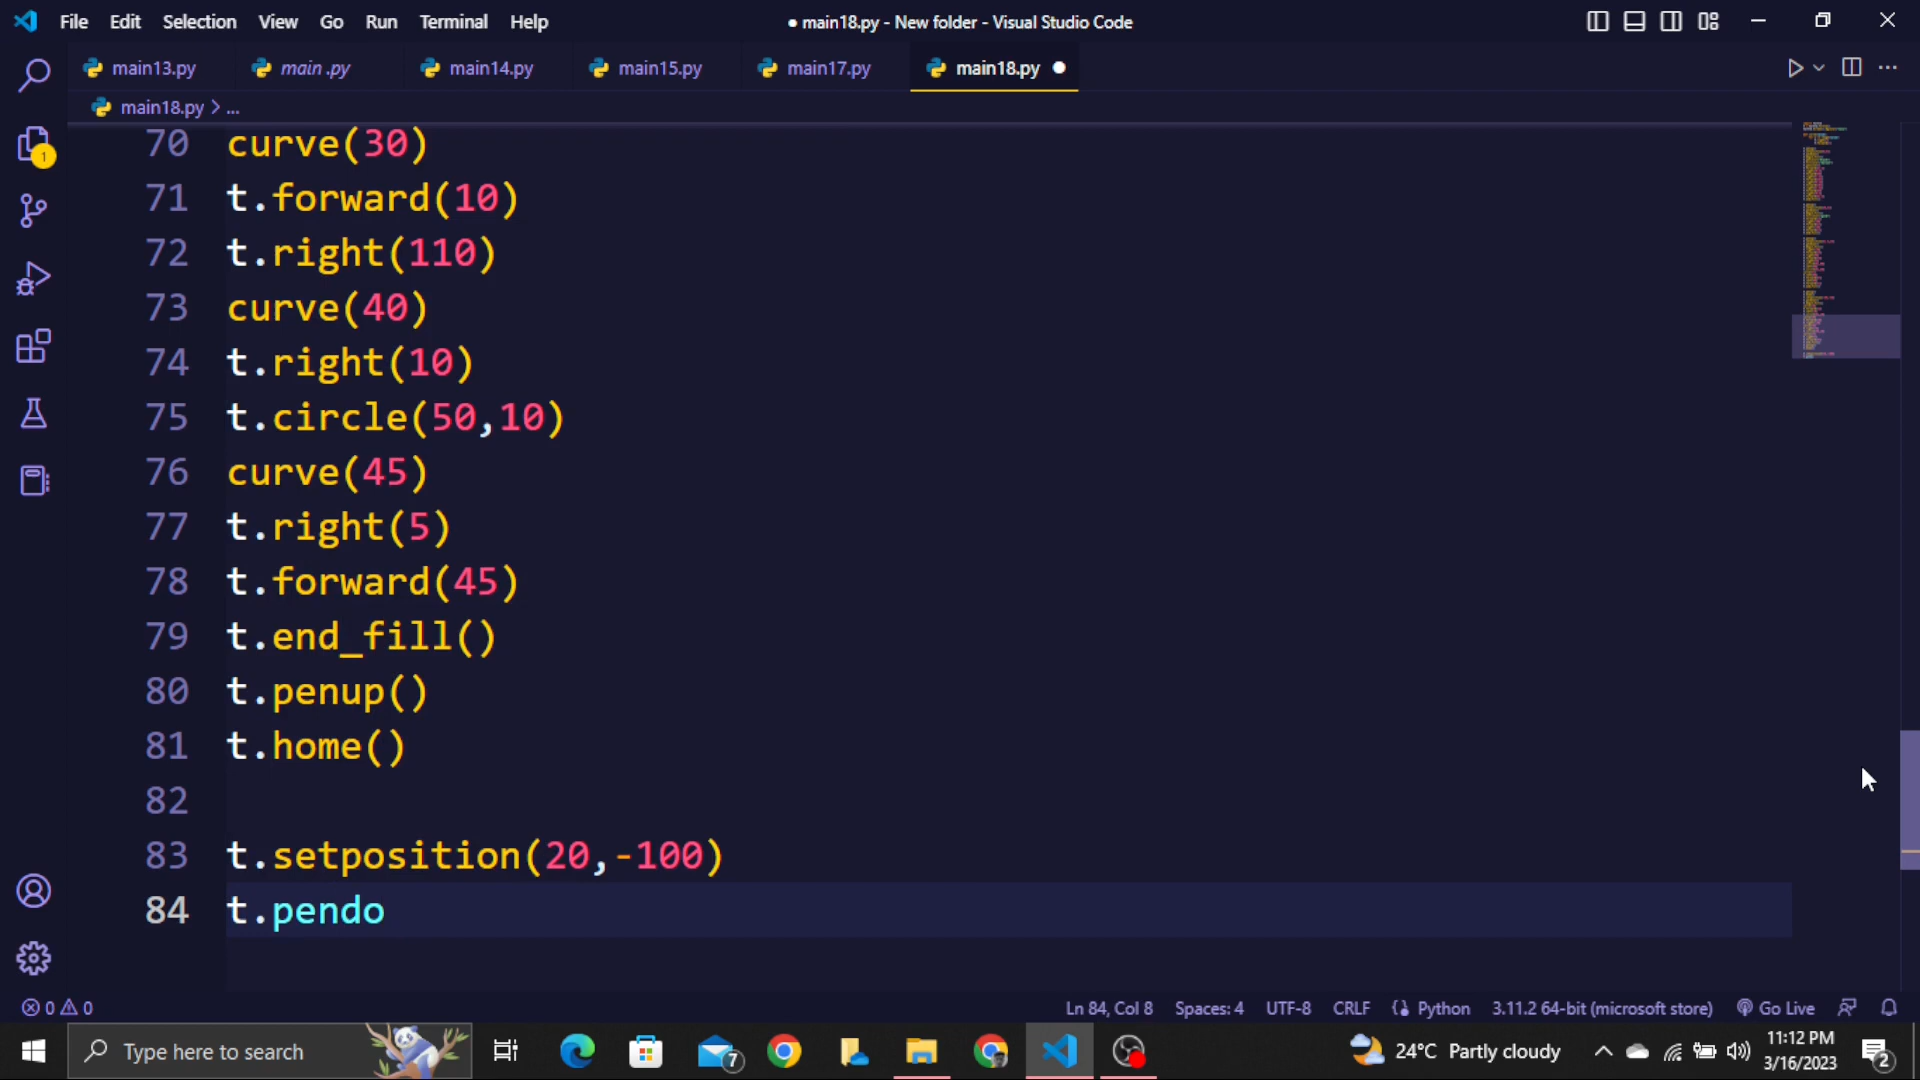 File Edit Selection View Go Run Terminal Help
● main18.py - New folder - Visual Studio Code
main13.py main .py main14.py main15.py main17.py main18.py
main18.py > ...
1
70 curve(30)
71 t.forward(10)
72 t.right(110)
73 curve(40)
74 t.right(10)
75 t.circle(50,10)
76 curve(45)
77 t.right(5)
78 t.forward(45)
79 t.end_fill()
80 t.penup()
81 t.home()
82
83 t.setposition(20,-100)
84 t.pendo
0 0 Ln 84, Col 8 Spaces: 4 UTF-8 CRLF Python 3.11.2 64-bit (microsoft store) Go Live
Type here to search 7 24°C Partly cloudy 11:12 PM 2
3/16/2023